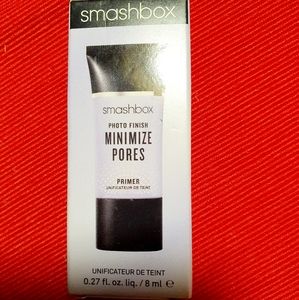 smashbox
smashbox
PHOTO FINISH
MINIMIZE
PORES
PRIMER
UNIFICATEUR DE TEINT
UNIFICATEUR DE TEINT
0.27 fl. oz. liq. / 8 ml ℮